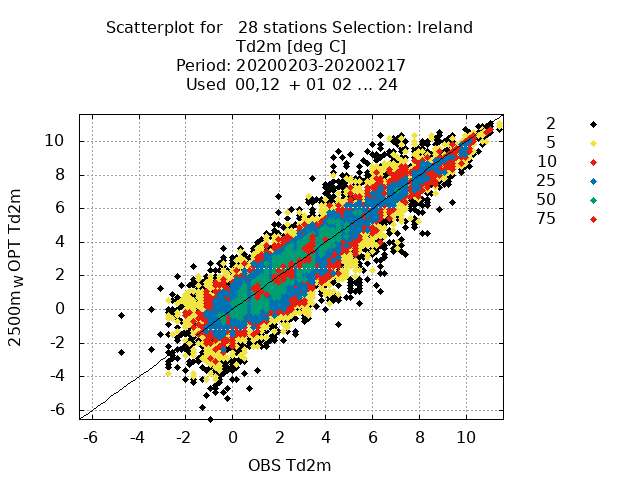 Scatterplot for   28 stations Selection: Ireland
Td2m [deg C]
Period: 20200203-20200217
Used  00,12  + 01 02 ... 24
2
5
10
25
50
75
10
8
6
4
2
0
-2
-4
-6
2500m_W OPT Td2m
-6 -4 -2 0 2 4 6 8 10
OBS Td2m